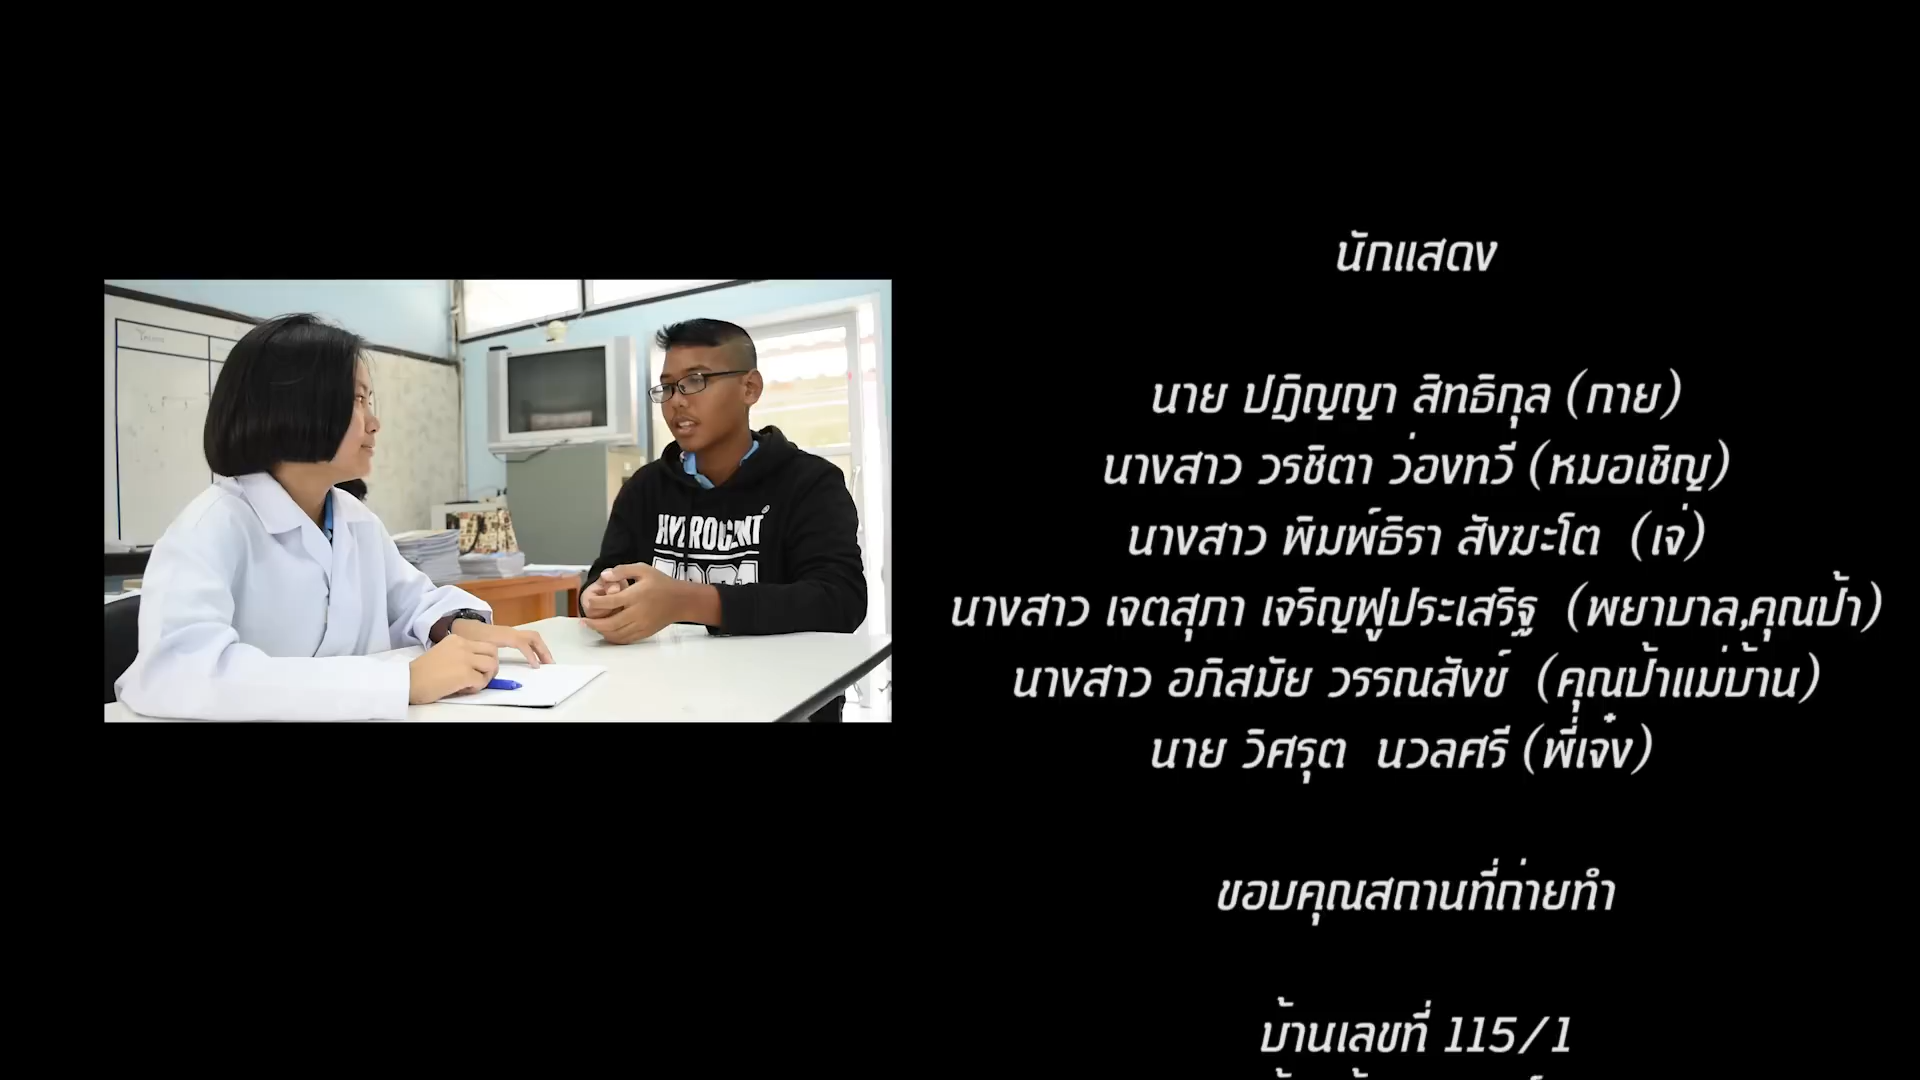 นักแสดง
นาย ปฏิญญา สิทธิกุล (กาย)
นางสาว วรชิตา ว่องทวี (หมอเชิญ)
นางสาว พิมพ์ธิรา สังฆะโต (เจ่)
นางสาว เจตสุภา เจริญฟูประเสริฐ (พยาบาล,คุณป้า)
นางสาว อภิสมัย วรรณสังข์ (คุณป้าแม่บ้าน)
นาย วิศรุต นวลศรี (พี่เจ๋ง)
ขอบคุณสถานที่ถ่ายทำ
บ้านเลขที่ 115/1